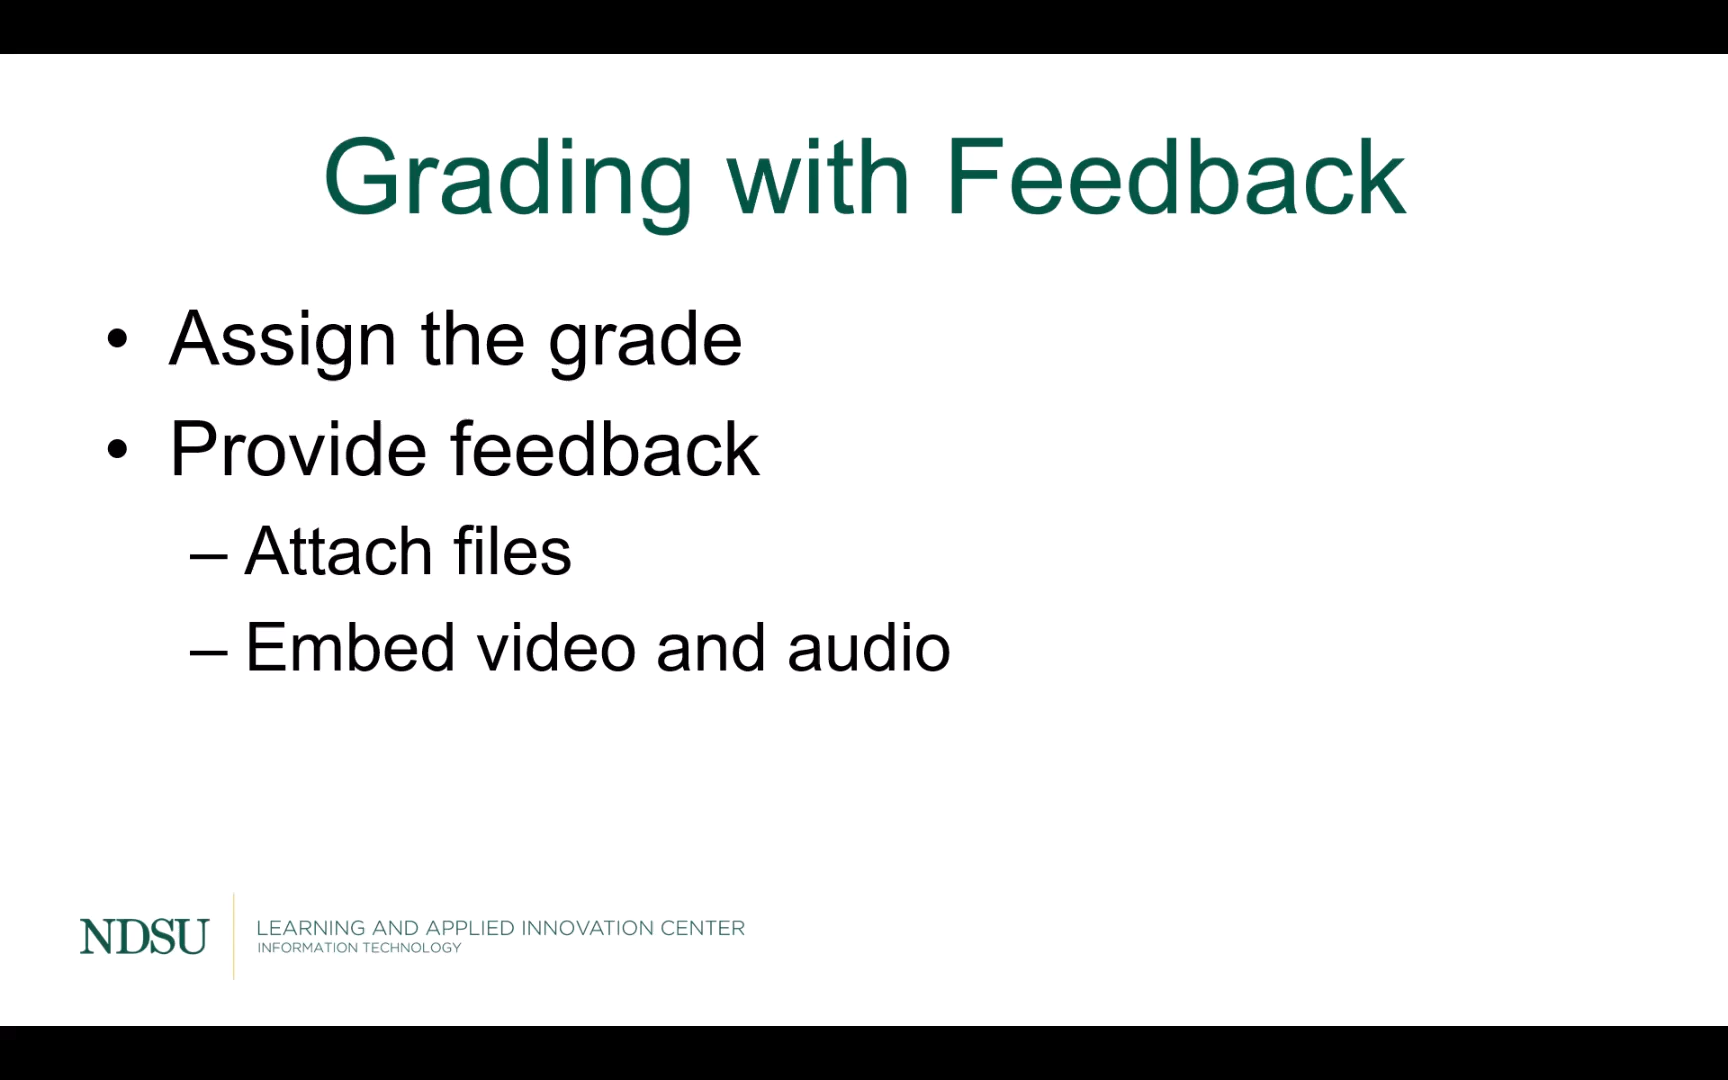 Grading with Feedback
• Assign the grade
• Provide feedback
– Attach files
– Embed video and audio
NDSU
LEARNING AND APPLIED INNOVATION CENTER
INFORMATION TECHNOLOGY